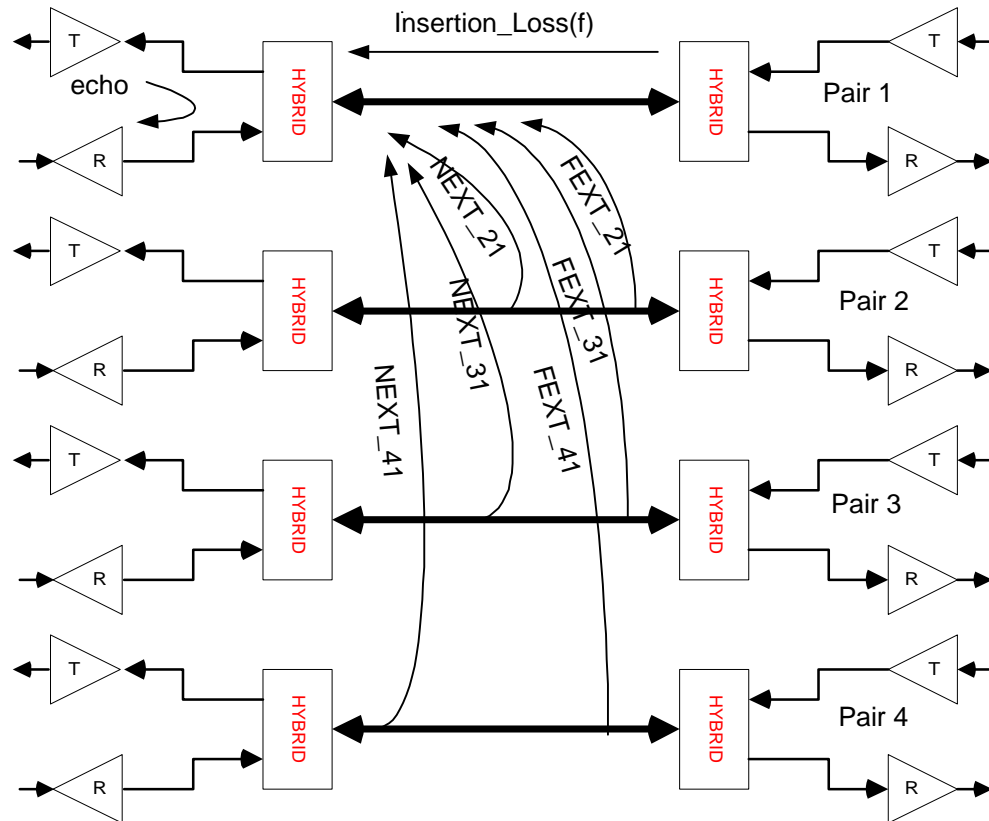 Insertion_Loss(f)
T
HYBRID
HYBRID
T
echo
Pair 1
R
R
NEXT_21
FEXT_21
T
HYBRID
HYBRID
T
NEXT_31
FEXT_31
Pair 2
R
R
NEXT_41
FEXT_41
T
HYBRID
HYBRID
T
Pair 3
R
R
T
HYBRID
HYBRID
T
Pair 4
R
R